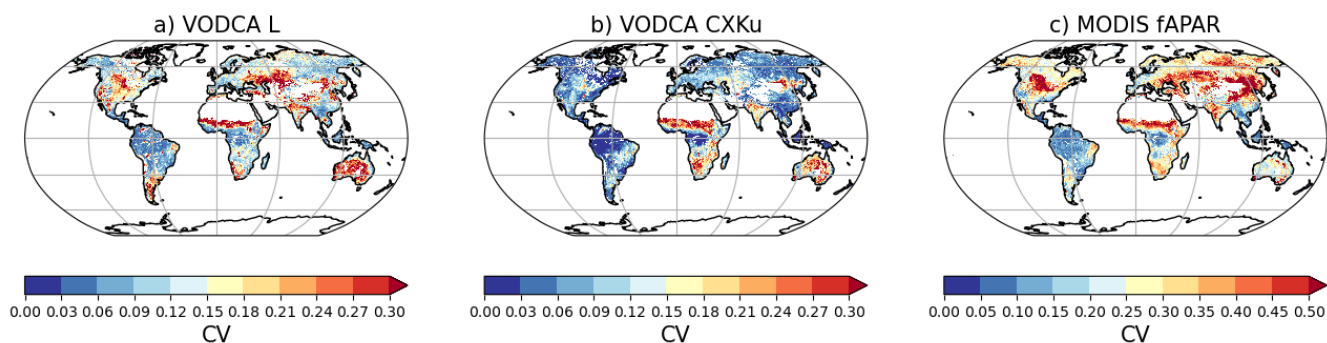 a) VODCA L
b) VODCA CXKu
c) MODIS fAPAR
0.00 0.03 0.06 0.09 0.12 0.15 0.18 0.21 0.24 0.27 0.30
CV
0.00 0.03 0.06 0.09 0.12 0.15 0.18 0.21 0.24 0.27 0.30
CV
0.00 0.05 0.10 0.15 0.20 0.25 0.30 0.35 0.40 0.45 0.50
CV